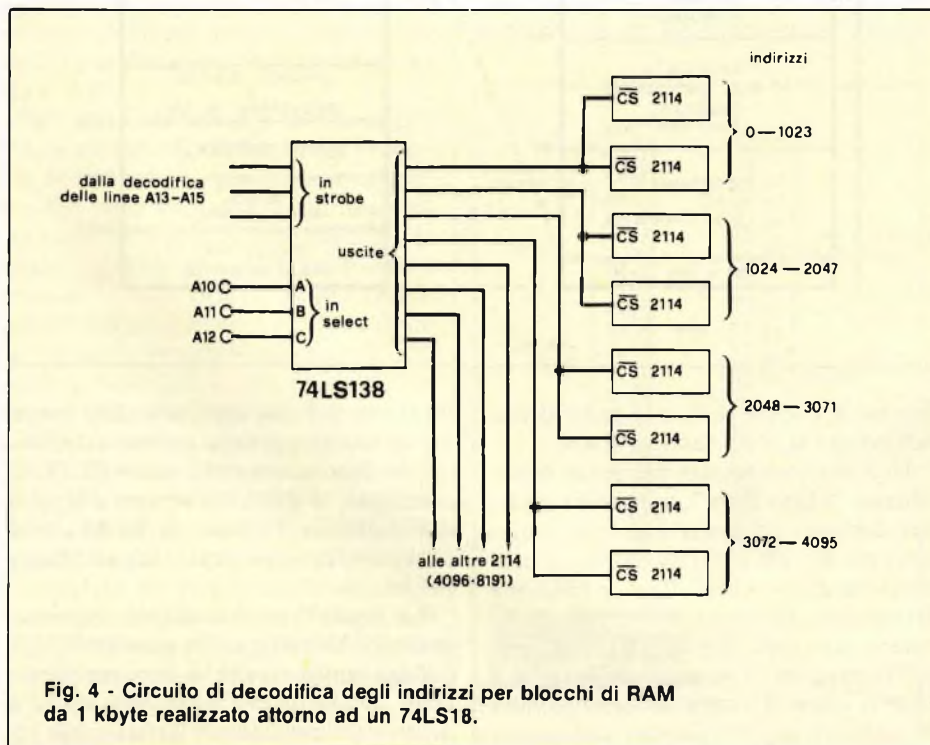 indirizzi
CS 2114
0—1023
CS 2114
dalla decodifica
delle linee A13-A15
in
strobe
CS 2114
uscite
1024 — 2047
A10
A
CS 2114
A11
B
in
select
A12
C
74LS138
CS 2114
2048 — 3071
CS 2114
CS 2114
3072 — 4095
alle altre 2114
(4096-8191)
CS 2114
Fig. 4 - Circuito di decodifica degli indirizzi per blocchi di RAM
da 1 kbyte realizzato attorno ad un 74LS18.